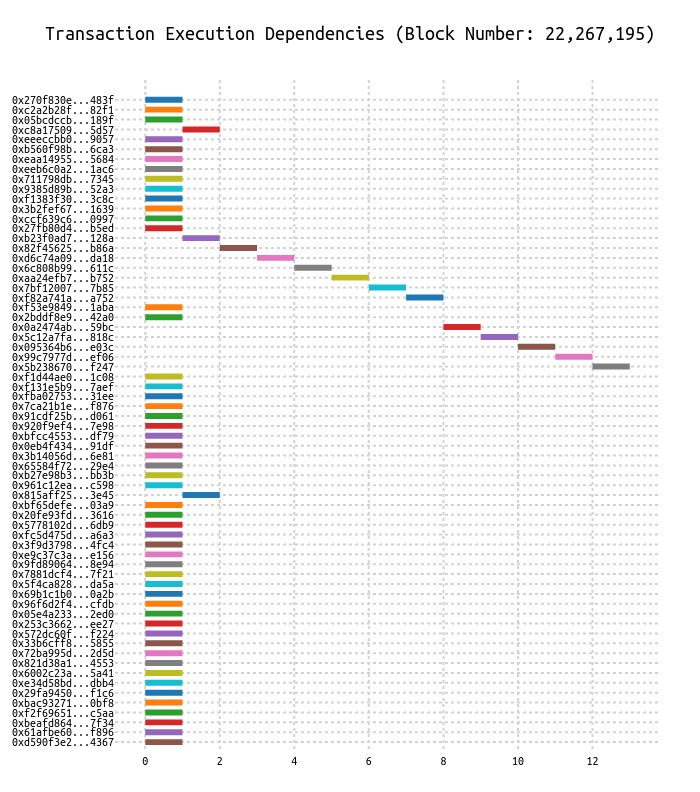 Transaction Execution Dependencies (Block Number: 22,267,195)
0x270f830e...483f
0xc2a2b28f...82f1
0x05bcdccb...189f
0xc8a17509...5d57
0xeeeccbb0...9057
0xb560f98b...6ca3
0xeaa14955...5684
0xeeb6c0a2...1ac6
0x711798db...7345
0x9385d89b...52a3
0xf1383f30...3c8c
0x3b2fef67...1639
0xccf639c6...0997
0x27fb80d4...b5ed
0xb23f0ad7...128a
0x82f45625...b86a
0xd6c74a09...da18
0x6c808b99...611c
0xaa24efb7...b752
0x7bf12007...7b85
0xf82a741a...a752
0xf53e9849...1aba
0x2bddf8e9...42a0
0x0a2474ab...59bc
0x5c12a7fa...818c
0x095364b6...e03c
0x99c7977d...ef06
0x5b238670...f247
0xf1d44ae0...1c08
0xf131e5b9...7aef
0xfba02753...31ee
0x7ca21b1e...f876
0x91cdf25b...d061
0x920f9ef4...7e98
0xbfcc4553...df79
0x0eb4f434...91df
0x3b14056d...6e81
0x65584f72...29e4
0xb27e98b3...bb3b
0x961c12ea...c598
0x815aff25...3e45
0xbf65defe...03a9
0x20fe93fd...3616
0x5778102d...6db9
0xfc5d475d...a6a3
0x3f9d3798...4fc4
0xe9c37c3a...e156
0x9fd89064...8e94
0x7881dcf4...7f21
0x5f4ca828...da5a
0x69b1c1b0...0a2b
0x96f6d2f4...cfdb
0x05e4a233...2ed0
0x253c3662...ee27
0x572dc60f...f224
0x33b6cff8...5855
0x72ba995d...2d5d
0x821d38a1...4553
0x6002c23a...5a41
0xe34d58bd...dbb4
0x29fa9450...f1c6
0xbac93271...0bf8
0xf2f69651...c5aa
0xbeafd864...7f34
0x61afbe60...f896
0xd590f3e2...4367
0 2 4 6 8 10 12